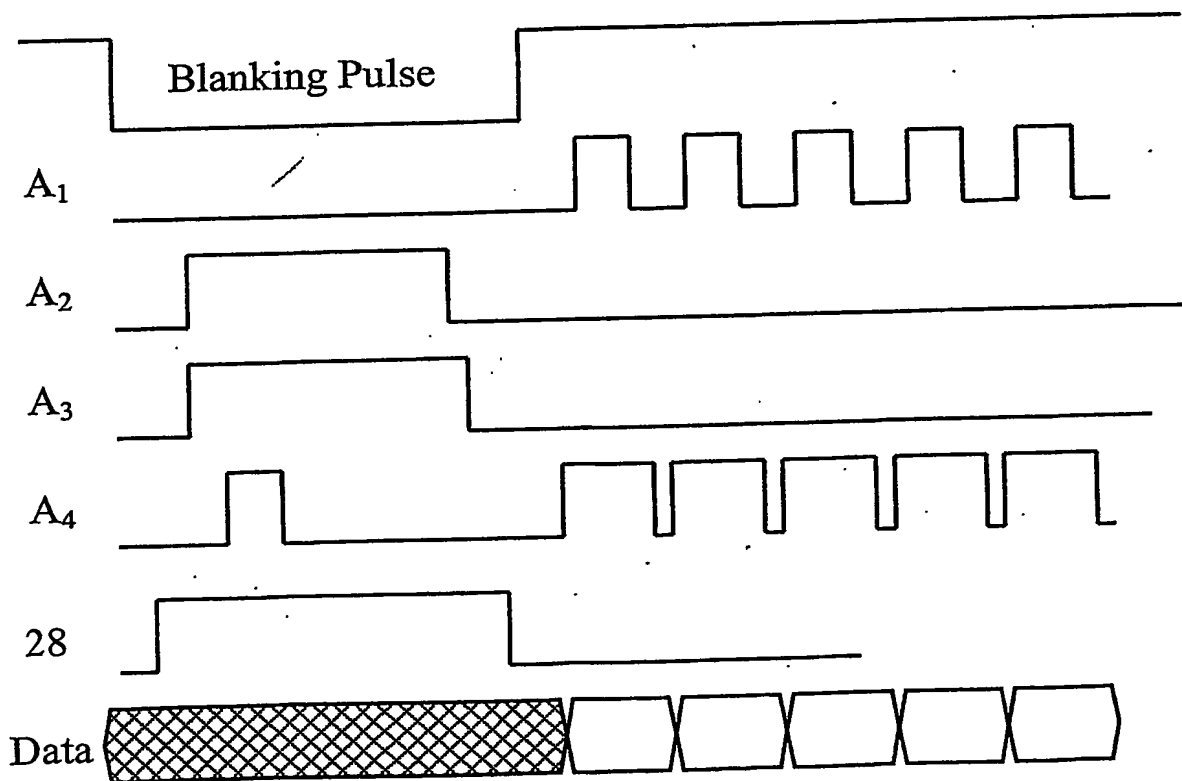 Blanking Pulse
A₁
A₂
A₃
A₄
28
Data